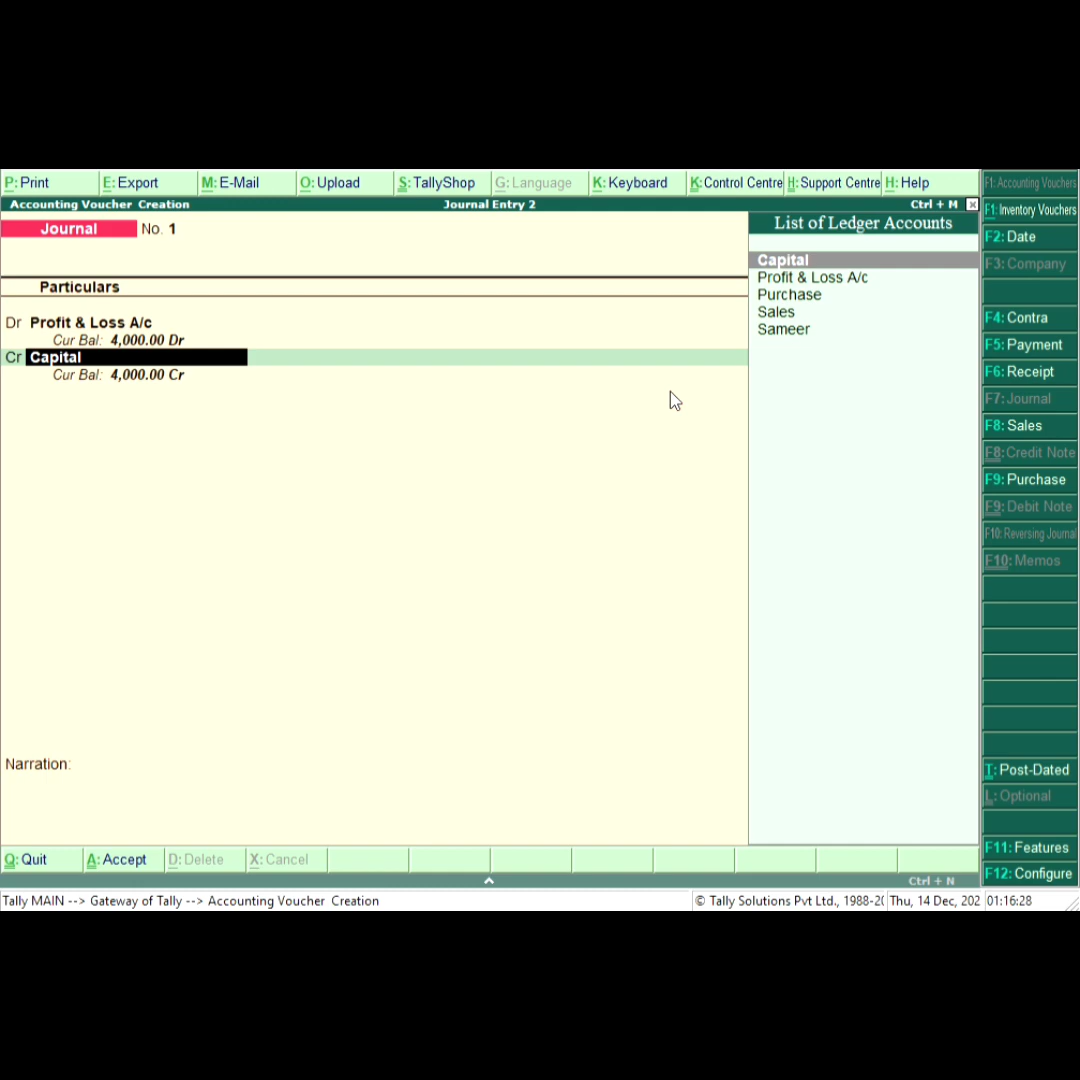 P: Print E: Export M: E-Mail O: Upload S: TallyShop G: Language K: Keyboard K: Control Centre H: Support Centre H: Help
Accounting Voucher Creation Journal Entry 2 Ctrl + M
Journal No. 1
Particulars
Dr Profit & Loss A/c
Cur Bal: 4,000.00 Dr
Cr Capital
Cur Bal: 4,000.00 Cr
Narration:
List of Ledger Accounts
Capital
Profit & Loss A/c
Purchase
Sales
Sameer
F1: Accounting Vouchers
F1: Inventory Vouchers
F2: Date
F3: Company
F4: Contra
F5: Payment
F6: Receipt
F7: Journal
F8: Sales
F8: Credit Note
F9: Purchase
F9: Debit Note
F10: Reversing Journal
F10: Memos
T: Post-Dated
L: Optional
F11: Features
F12: Configure
Q: Quit A: Accept D: Delete X: Cancel
Ctrl + N
Tally MAIN --> Gateway of Tally --> Accounting Voucher Creation © Tally Solutions Pvt Ltd., 1988-20 Thu, 14 Dec, 202 01:16:28